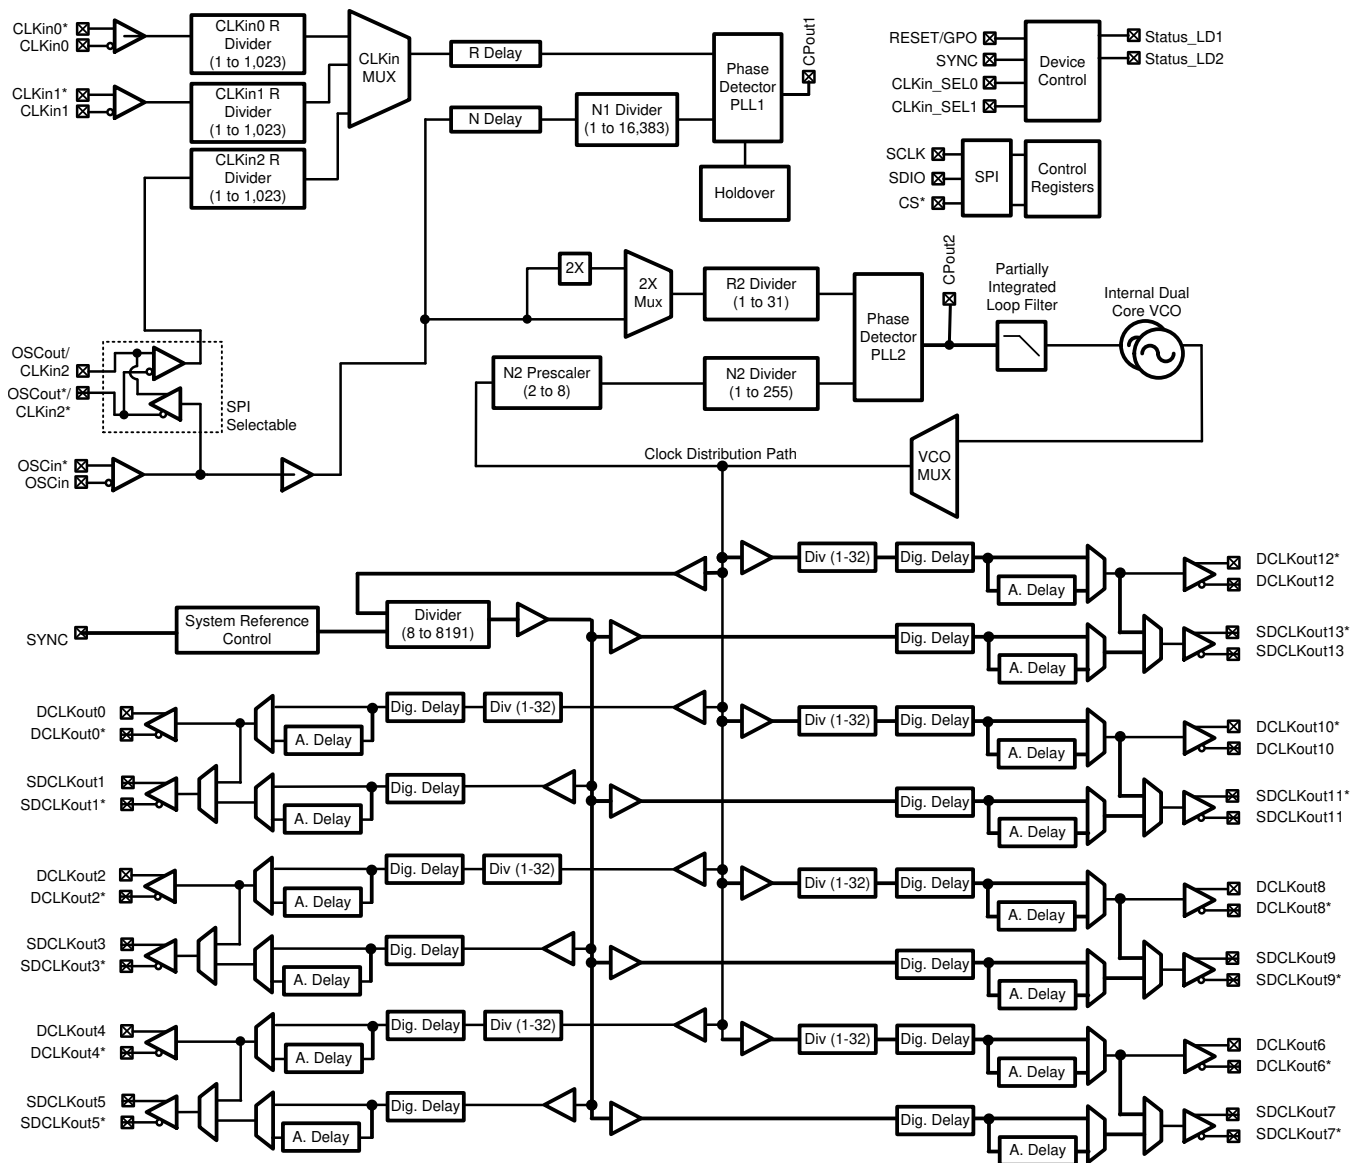 CLKin0*
CLKin0
CLKin0 R
Divider
(1 to 1,023)
CLKin1*
CLKin1
CLKin1 R
Divider
(1 to 1,023)
CLKin2 R
Divider
(1 to 1,023)
CLKin
MUX
R Delay
N Delay
N1 Divider
(1 to 16,383)
Phase
Detector
PLL1
CPout1
Holdover
RESET/GPO
SYNC
CLKin_SEL0
CLKin_SEL1
Device
Control
Status_LD1
Status_LD2
SCLK
SDIO
CS*
SPI
Control
Registers
2X
2X
Mux
R2 Divider
(1 to 31)
Phase
Detector
PLL2
CPout2
Partially
Integrated
Loop Filter
Internal Dual
Core VCO
N2 Prescaler
(2 to 8)
N2 Divider
(1 to 255)
OSCout/
CLKin2
OSCout*/
CLKin2*
SPI
Selectable
OSCin*
OSCin
Clock Distribution Path
VCO
MUX
SYNC
System Reference
Control
Divider
(8 to 8191)
Div (1-32)
Dig. Delay
A. Delay
DCLKout12*
DCLKout12
Dig. Delay
A. Delay
SDCLKout13*
SDCLKout13
DCLKout0
DCLKout0*
A. Delay
Dig. Delay
Div (1-32)
Div (1-32)
Dig. Delay
A. Delay
DCLKout10*
DCLKout10
SDCLKout1
SDCLKout1*
A. Delay
Dig. Delay
Dig. Delay
A. Delay
SDCLKout11*
SDCLKout11
DCLKout2
DCLKout2*
A. Delay
Dig. Delay
Div (1-32)
Div (1-32)
Dig. Delay
A. Delay
DCLKout8
DCLKout8*
SDCLKout3
SDCLKout3*
A. Delay
Dig. Delay
Dig. Delay
A. Delay
SDCLKout9
SDCLKout9*
DCLKout4
DCLKout4*
A. Delay
Dig. Delay
Div (1-32)
Div (1-32)
Dig. Delay
A. Delay
DCLKout6
DCLKout6*
SDCLKout5
SDCLKout5*
A. Delay
Dig. Delay
Dig. Delay
A. Delay
SDCLKout7
SDCLKout7*